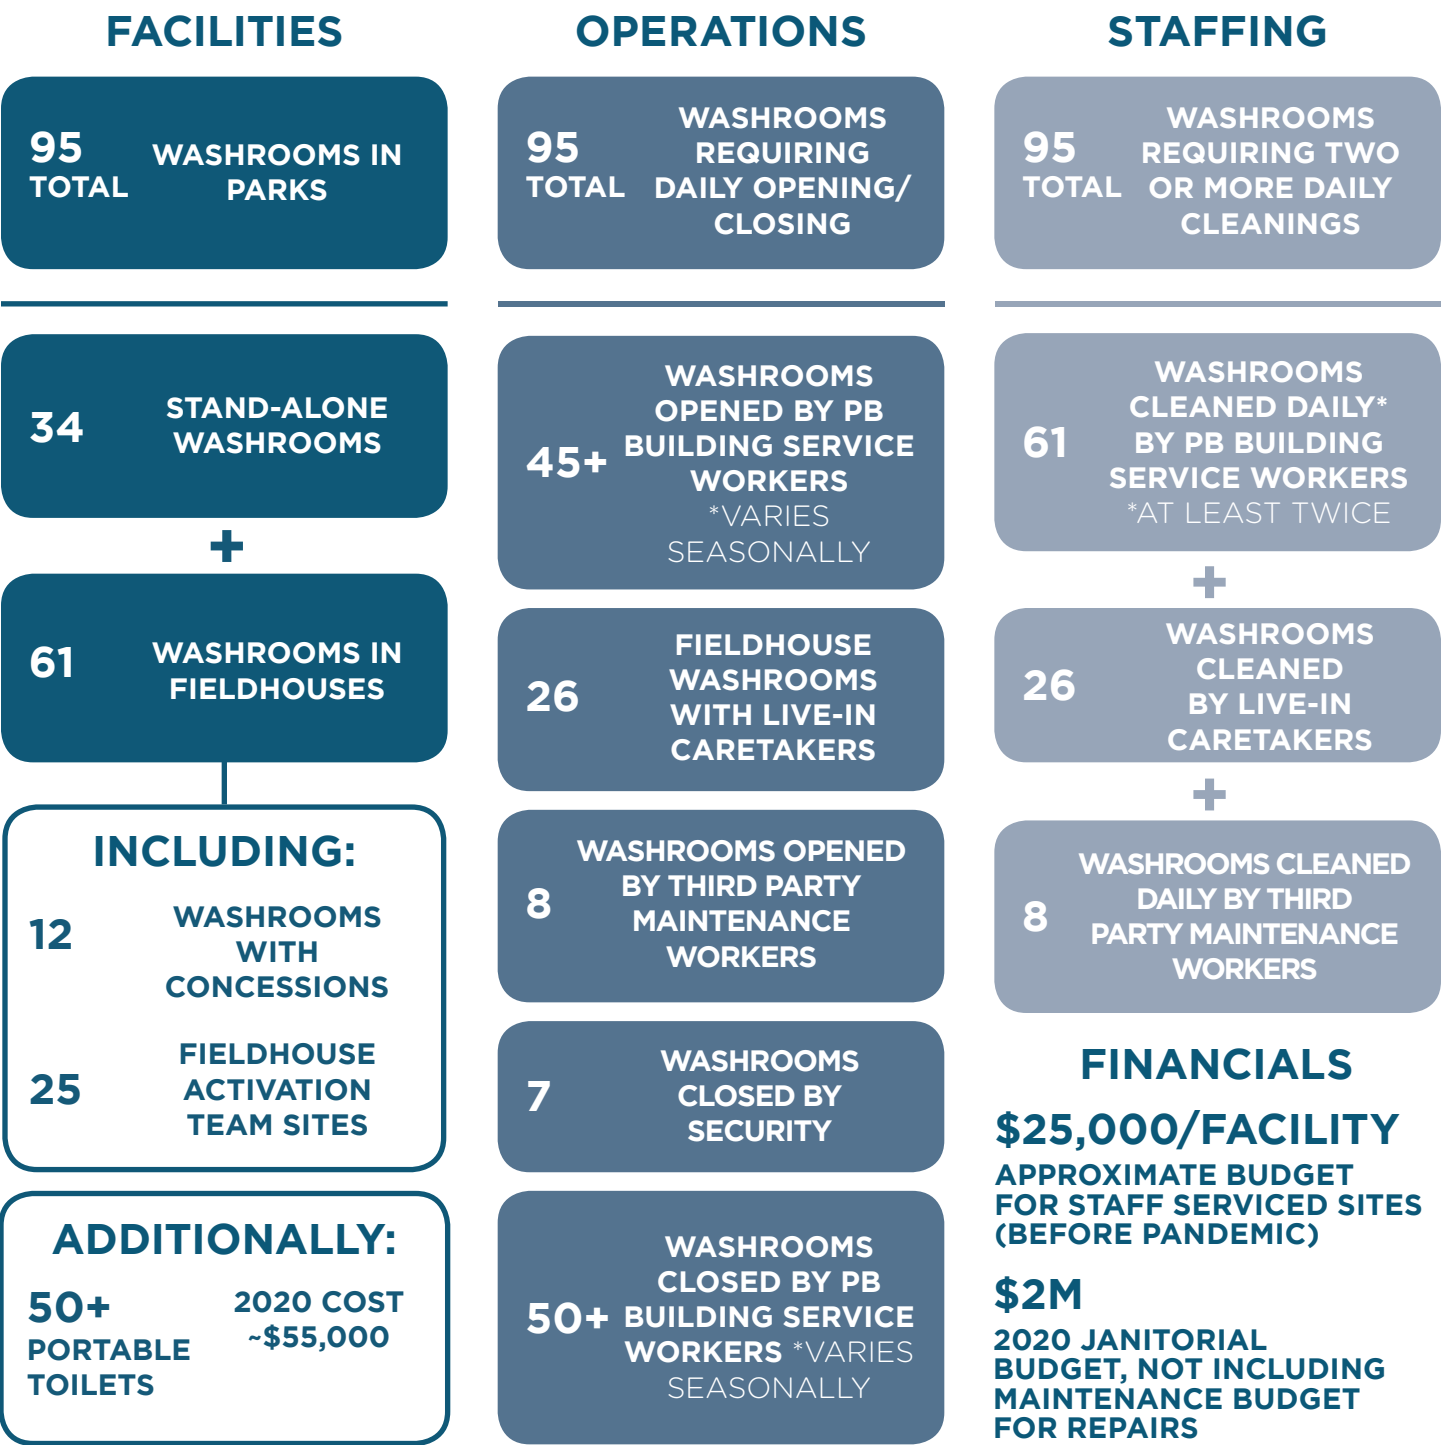 FACILITIES
95
TOTAL
WASHROOMS IN
PARKS
34
STAND-ALONE
WASHROOMS
+
61
WASHROOMS IN
FIELDHOUSES
INCLUDING:
12
WASHROOMS
WITH
CONCESSIONS
25
FIELDHOUSE
ACTIVATION
TEAM SITES
ADDITIONALLY:
50+
PORTABLE
TOILETS
2020 COST
~$55,000
OPERATIONS
95
TOTAL
WASHROOMS
REQUIRING
DAILY OPENING/
CLOSING
45+
WASHROOMS
OPENED BY PB
BUILDING SERVICE
WORKERS
*VARIES
SEASONALLY
26
FIELDHOUSE
WASHROOMS
WITH LIVE-IN
CARETAKERS
8
WASHROOMS OPENED
BY THIRD PARTY
MAINTENANCE
WORKERS
7
WASHROOMS
CLOSED BY
SECURITY
50+
WASHROOMS
CLOSED BY PB
BUILDING SERVICE
WORKERS *VARIES
SEASONALLY
STAFFING
95
TOTAL
WASHROOMS
REQUIRING TWO
OR MORE DAILY
CLEANINGS
61
WASHROOMS
CLEANED DAILY*
BY PB BUILDING
SERVICE WORKERS
*AT LEAST TWICE
+
26
WASHROOMS
CLEANED
BY LIVE-IN
CARETAKERS
+
8
WASHROOMS CLEANED
DAILY BY THIRD
PARTY MAINTENANCE
WORKERS
FINANCIALS
$25,000/FACILITY
APPROXIMATE BUDGET
FOR STAFF SERVICED SITES
(BEFORE PANDEMIC)
$2M
2020 JANITORIAL
BUDGET, NOT INCLUDING
MAINTENANCE BUDGET
FOR REPAIRS